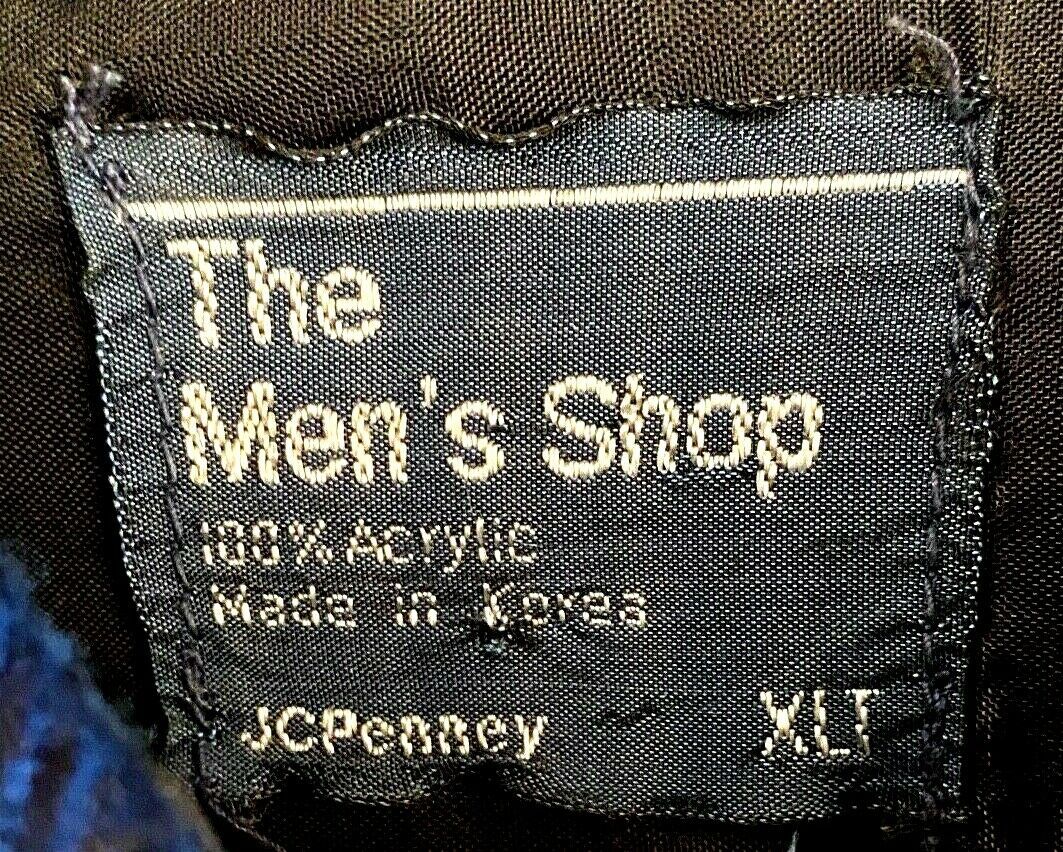 The
Men's Shop
100% Acrylic
Made in Korea
JCPenney XLT